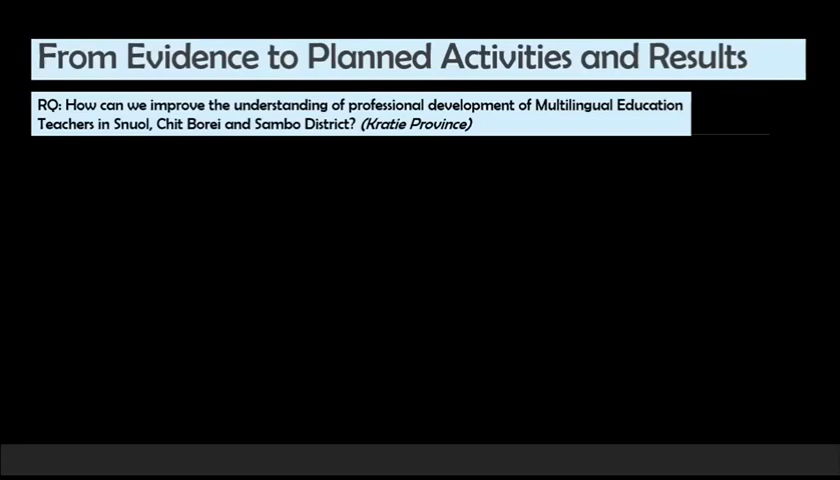 From Evidence to Planned Activities and Results
RQ: How can we improve the understanding of professional development of Multilingual Education
Teachers in Snuol, Chit Borei and Sambo District? (Kratie Province)